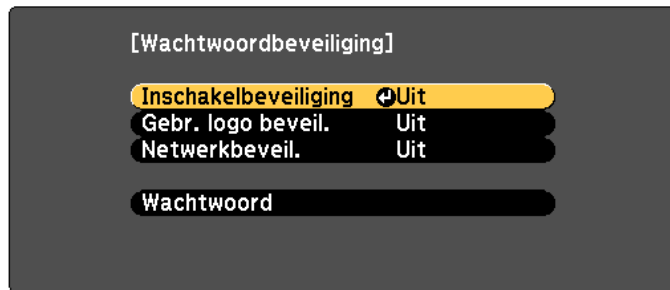 [Wachtwoordbeveiliging]
Inschakelbeveiliging Uit
Gebr. logo beveil. Uit
Netwerkbeveil. Uit
Wachtwoord